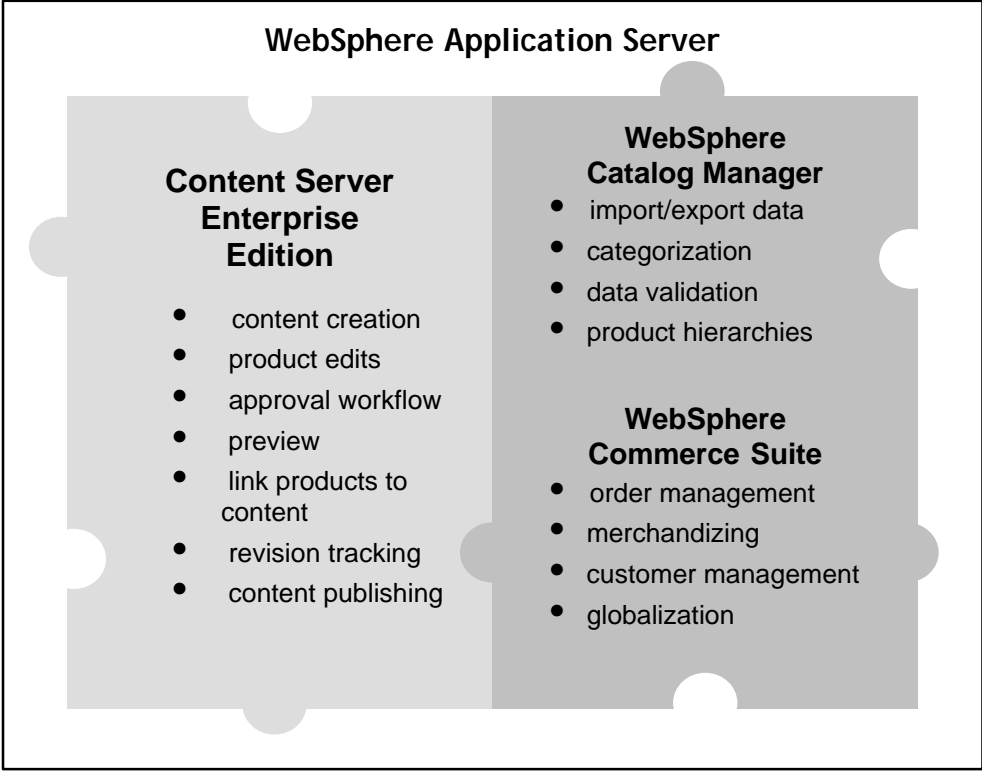 WebSphere Application Server
Content Server
Enterprise
Edition
• content creation
• product edits
• approval workflow
• preview
• link products to
content
• revision tracking
• content publishing
WebSphere
Catalog Manager
• import/export data
• categorization
• data validation
• product hierarchies
WebSphere
Commerce Suite
• order management
• merchandizing
• customer management
• globalization